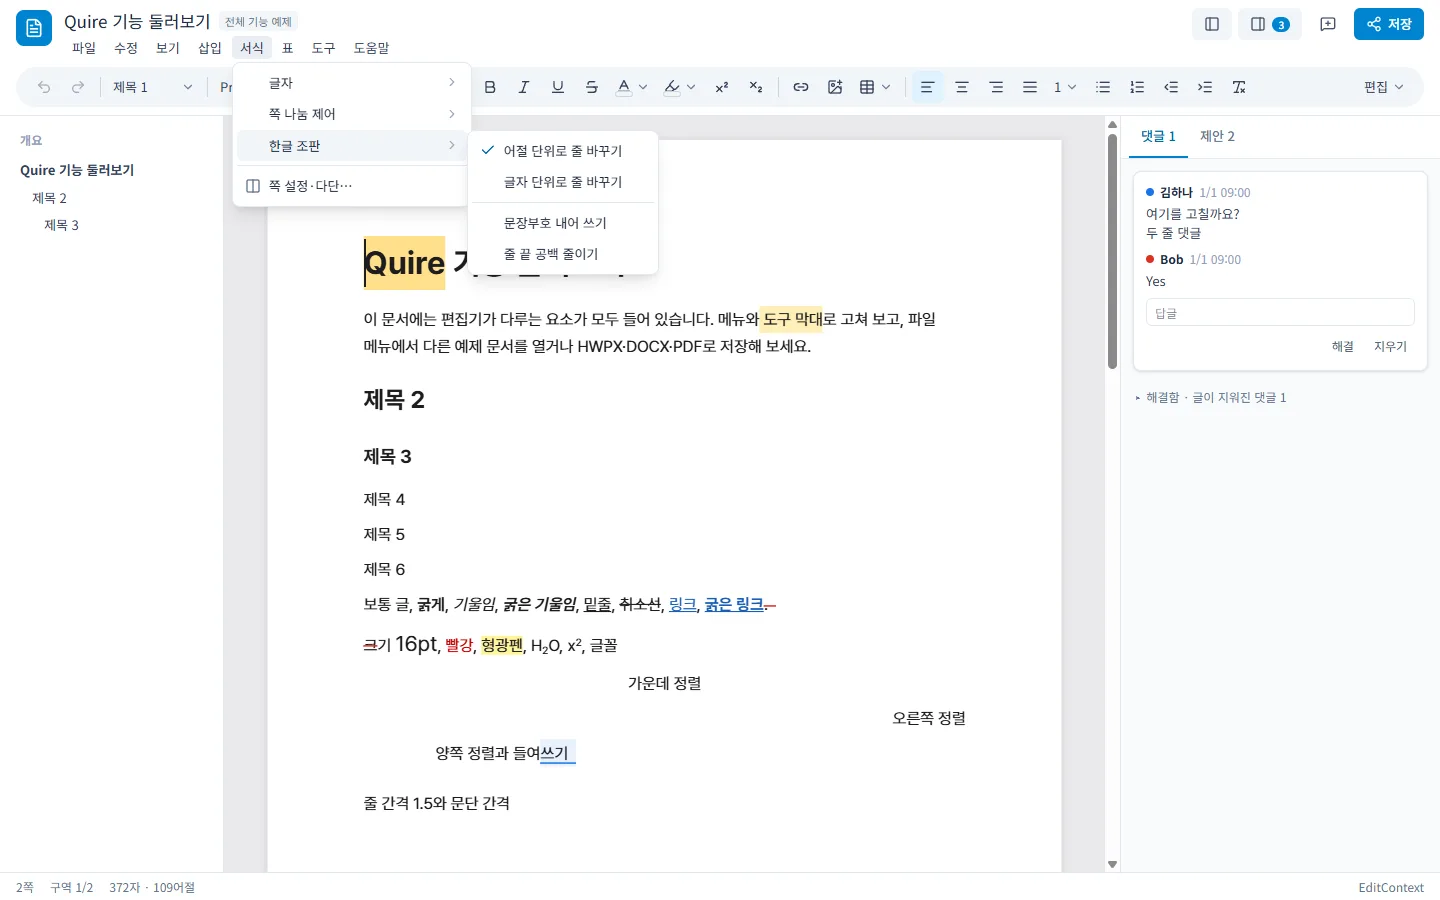 Quire 기능 둘러보기 전체 기능 예제
파일 수정 보기 삽입 서식 표 도구 도움말
3
저장
제목 1
글자
쪽 나눔 제어
한글 조판
쪽 설정·다단…
어절 단위로 줄 바꾸기
글자 단위로 줄 바꾸기
문장부호 내어 쓰기
줄 끝 공백 줄이기
B I U S A x² x₂ 1 편집
개요
Quire 기능 둘러보기
제목 2
제목 3
Quire
이 문서에는 편집기가 다루는 요소가 모두 들어 있습니다. 메뉴와 도구 막대로 고쳐 보고, 파일
메뉴에서 다른 예제 문서를 열거나 HWPX·DOCX·PDF로 저장해 보세요.
제목 2
제목 3
제목 4
제목 5
제목 6
보통 글, 굵게, 기울임, 굵은 기울임, 밑줄, 취소선, 링크, 굵은 링크.
크기 16pt, 빨강, 형광펜, H₂O, x², 글꼴
가운데 정렬
오른쪽 정렬
양쪽 정렬과 들여쓰기
줄 간격 1.5와 문단 간격
댓글 1 제안 2
김하나 1/1 09:00
여기를 고칠까요?
두 줄 댓글
Bob 1/1 09:00
Yes
답글
해결 지우기
해결함 · 글이 지워진 댓글 1
2쪽 구역 1/2 372자 · 109어절
EditContext